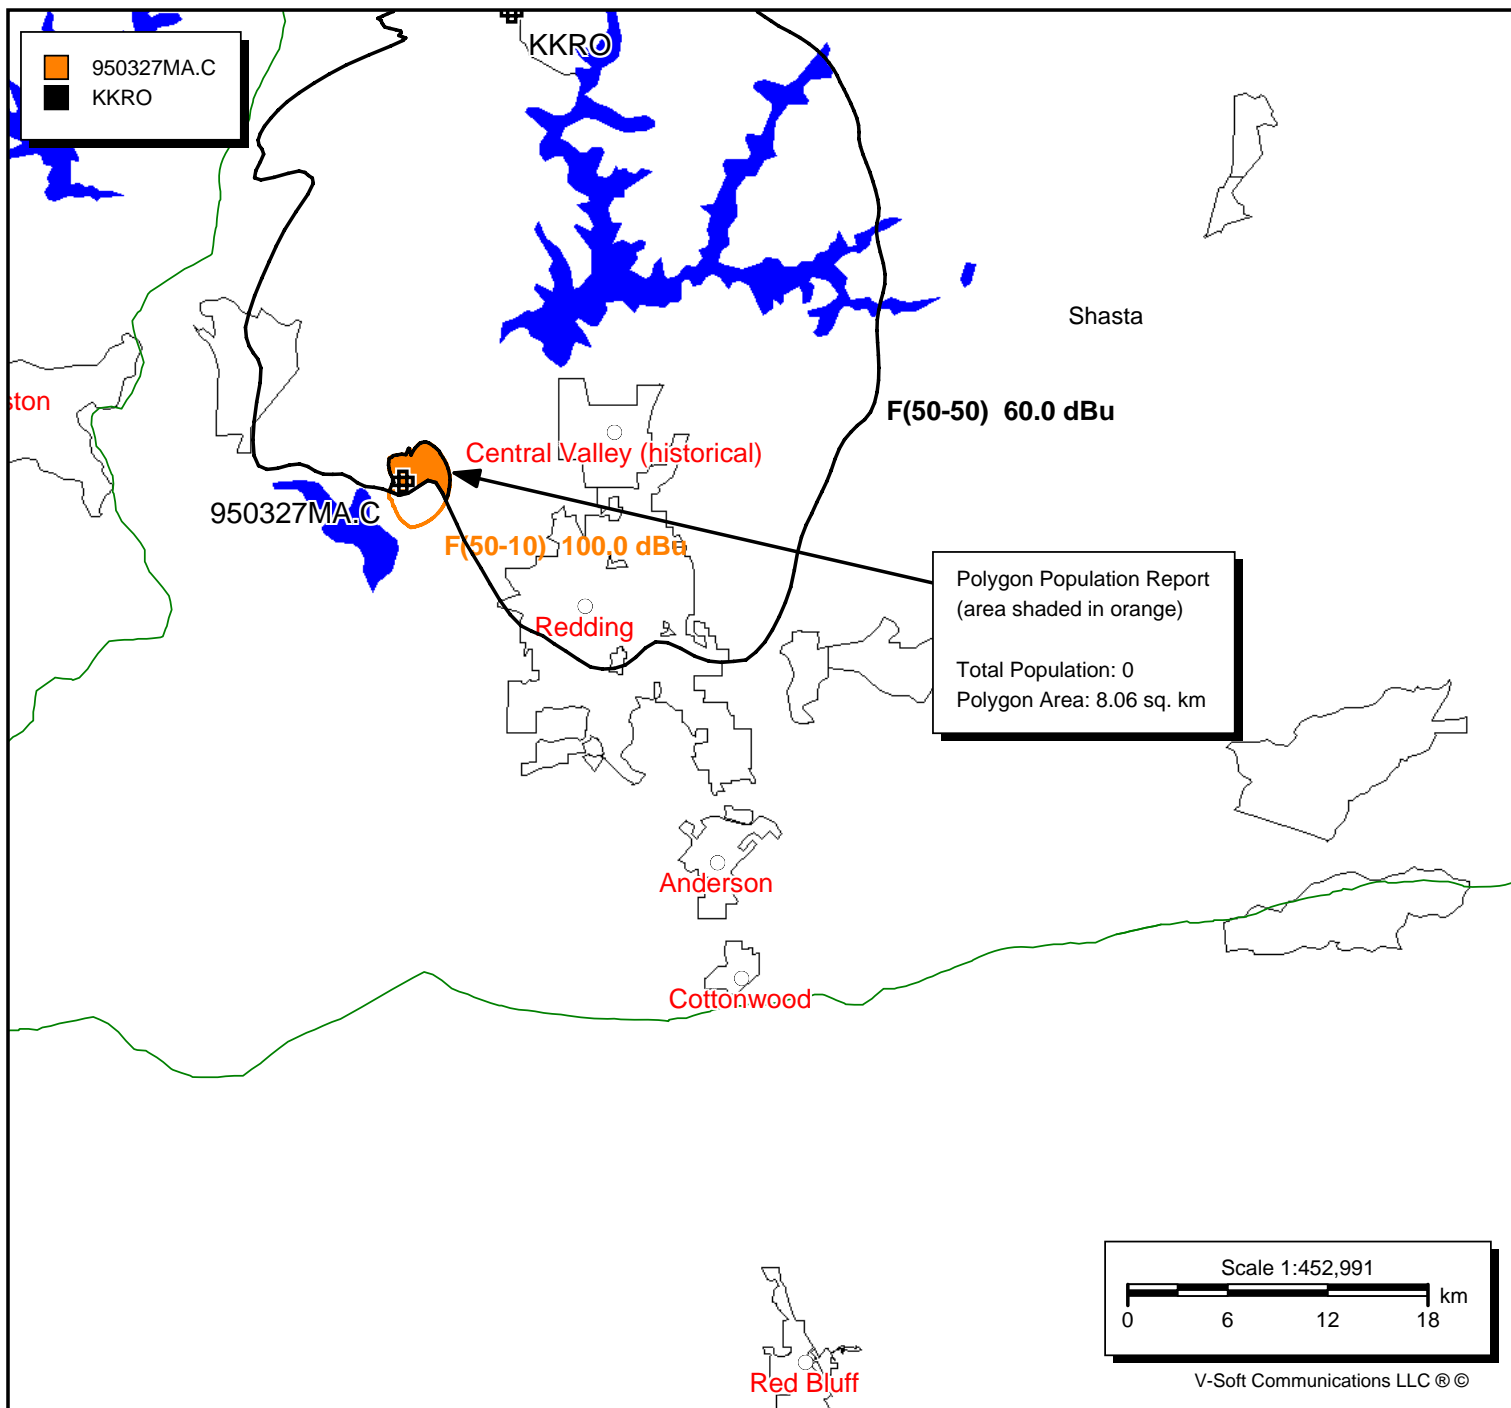 KKRO
950327MA.C
KKRO
Shasta
ston
F(50-50) 60.0 dBu
Central Valley (historical)
950327MA.C
F(50-10) 100.0 dBu
Polygon Population Report
(area shaded in orange)
Total Population: 0
Polygon Area: 8.06 sq. km
Redding
Anderson
Cottonwood
Scale 1:452,991
km
0 6 12 18
Red Bluff
V-Soft Communications LLC ® ©